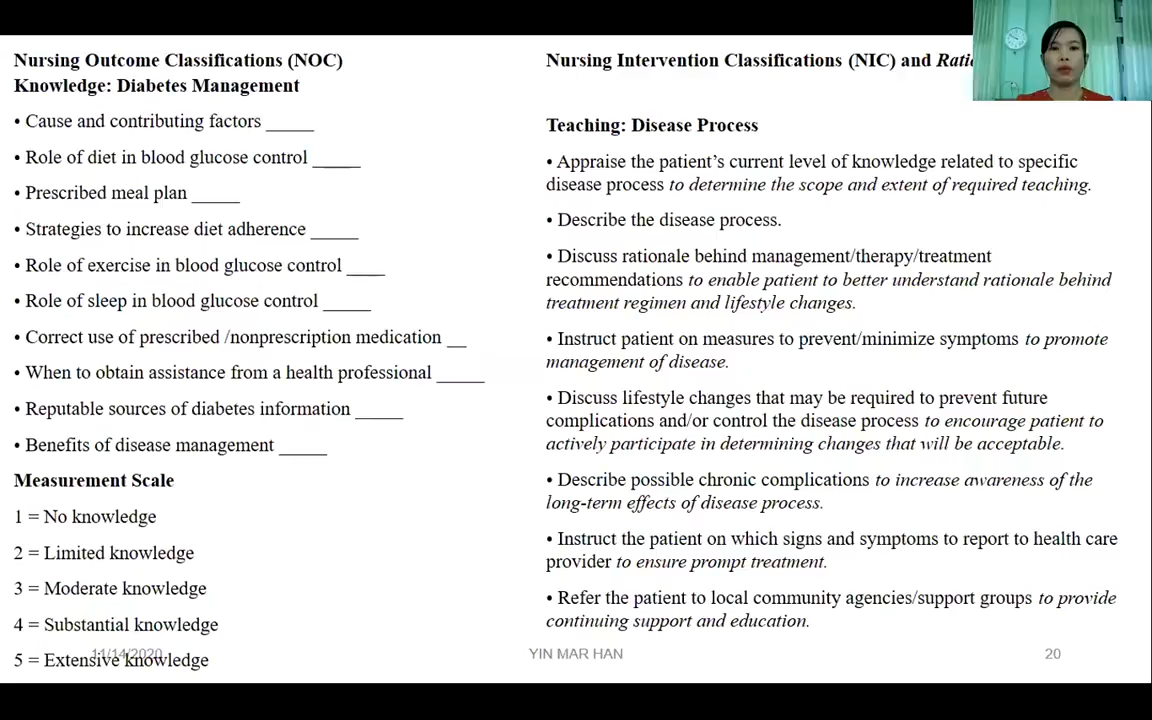 Nursing Outcome Classifications (NOC)
Knowledge: Diabetes Management
• Cause and contributing factors _____
• Role of diet in blood glucose control _____
• Prescribed meal plan _____
• Strategies to increase diet adherence _____
• Role of exercise in blood glucose control ____
• Role of sleep in blood glucose control _____
• Correct use of prescribed /nonprescription medication __
• When to obtain assistance from a health professional _____
• Reputable sources of diabetes information _____
• Benefits of disease management _____
Measurement Scale
1 = No knowledge
2 = Limited knowledge
3 = Moderate knowledge
4 = Substantial knowledge
5 = Extensive knowledge
Nursing Intervention Classifications (NIC) and
Teaching: Disease Process
• Appraise the patient’s current level of knowledge related to specific
disease process to determine the scope and extent of required teaching.
• Describe the disease process.
• Discuss rationale behind management/therapy/treatment
recommendations to enable patient to better understand rationale behind
treatment regimen and lifestyle changes.
• Instruct patient on measures to prevent/minimize symptoms to promote
management of disease.
• Discuss lifestyle changes that may be required to prevent future
complications and/or control the disease process to encourage patient to
actively participate in determining changes that will be acceptable.
• Describe possible chronic complications to increase awareness of the
long-term effects of disease process.
• Instruct the patient on which signs and symptoms to report to health care
provider to ensure prompt treatment.
• Refer the patient to local community agencies/support groups to provide
continuing support and education.
11/14/2020
YIN MAR HAN
20